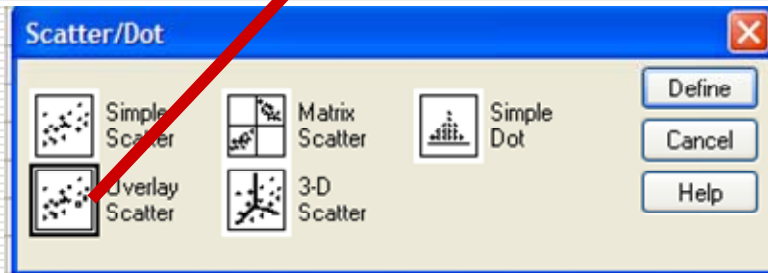 Scatter/Dot
Simple
Scatter
Matrix
Scatter
Simple
Dot
Define
Cancel
Overlay
Scatter
3-D
Scatter
Help